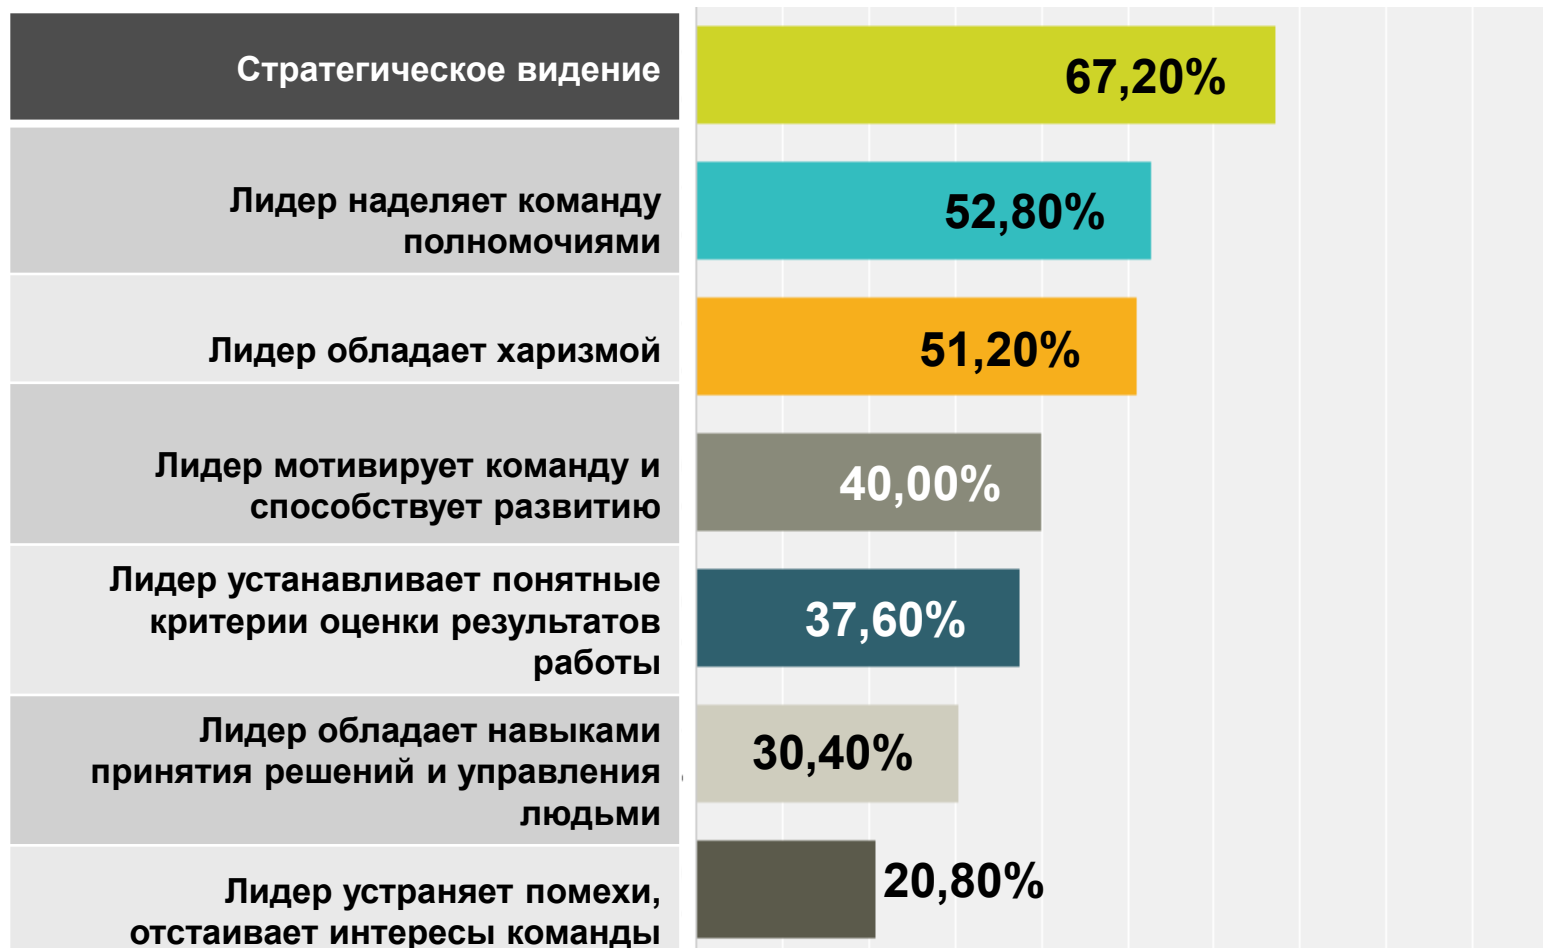 Стратегическое видение
67,20%
Лидер наделяет команду
полномочиями
52,80%
Лидер обладает харизмой
51,20%
Лидер мотивирует команду и
способствует развитию
40,00%
Лидер устанавливает понятные
критерии оценки результатов
работы
37,60%
Лидер обладает навыками
принятия решений и управления
людьми
30,40%
Лидер устраняет помехи,
отстаивает интересы команды
20,80%